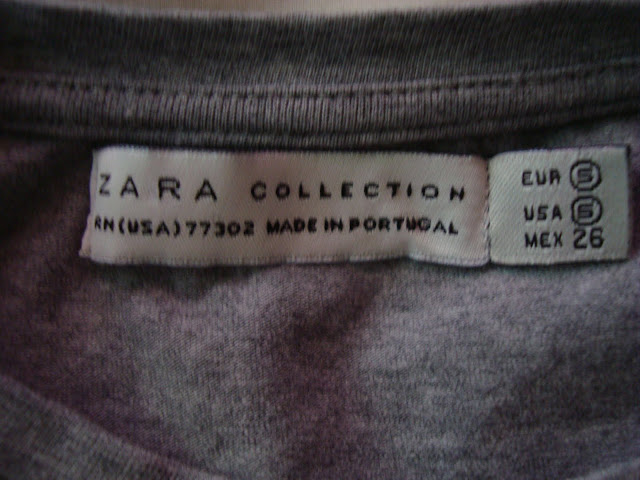 ZARA COLLECTION
RN(USA)77302 MADE IN PORTUGAL
EUR S
USA S
MEX 26